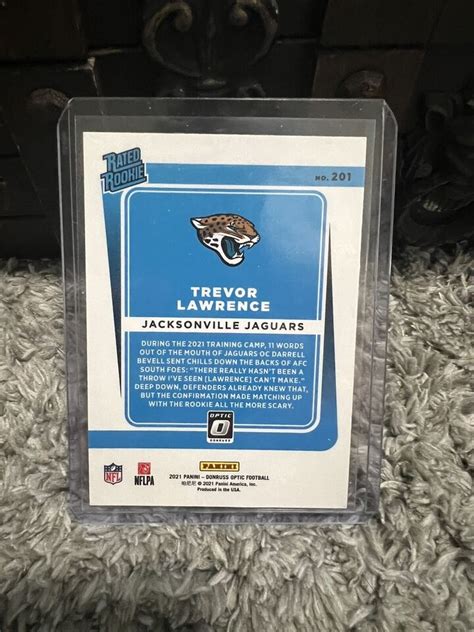 RATED
ROOKIE
NO. 201
TREVOR
LAWRENCE
JACKSONVILLE JAGUARS
DURING THE 2021 TRAINING CAMP, 11 WORDS
OUT OF THE MOUTH OF JAGUARS OC DARRELL
BEVELL SENT CHILLS DOWN THE BACKS OF AFC
SOUTH FOES: "THERE REALLY HASN'T BEEN A
THROW I'VE SEEN [LAWRENCE] CAN'T MAKE."
DEEP DOWN, DEFENDERS ALREADY KNEW THAT,
BUT THE CONFIRMATION MADE MATCHING UP
WITH THE ROOKIE ALL THE MORE SCARY.
OPTIC
DONRUSS
NFL
NFLPA
PANINI
2021 PANINI – DONRUSS OPTIC FOOTBALL
© 2021 Panini America, Inc.
Produced in the USA.